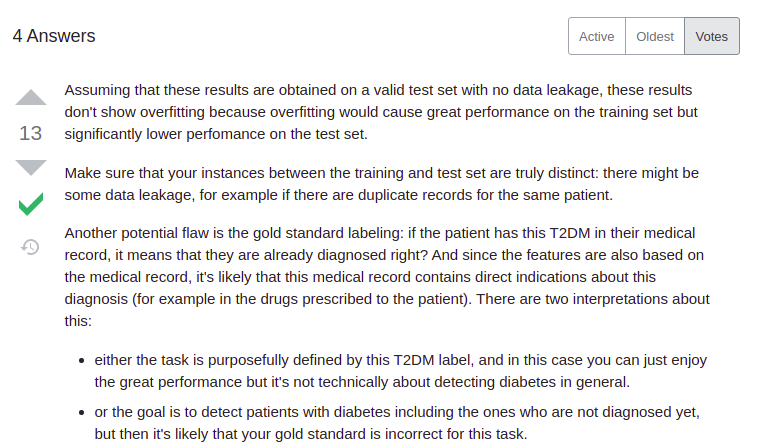 4 Answers
Active Oldest Votes
Assuming that these results are obtained on a valid test set with no data leakage, these results
don't show overfitting because overfitting would cause great performance on the training set but
significantly lower perfomance on the test set.
13
Make sure that your instances between the training and test set are truly distinct: there might be
some data leakage, for example if there are duplicate records for the same patient.
Another potential flaw is the gold standard labeling: if the patient has this T2DM in their medical
record, it means that they are already diagnosed right? And since the features are also based on
the medical record, it's likely that this medical record contains direct indications about this
diagnosis (for example in the drugs prescribed to the patient). There are two interpretations about
this:
• either the task is purposefully defined by this T2DM label, and in this case you can just enjoy
the great performance but it's not technically about detecting diabetes in general.
• or the goal is to detect patients with diabetes including the ones who are not diagnosed yet,
but then it's likely that your gold standard is incorrect for this task.